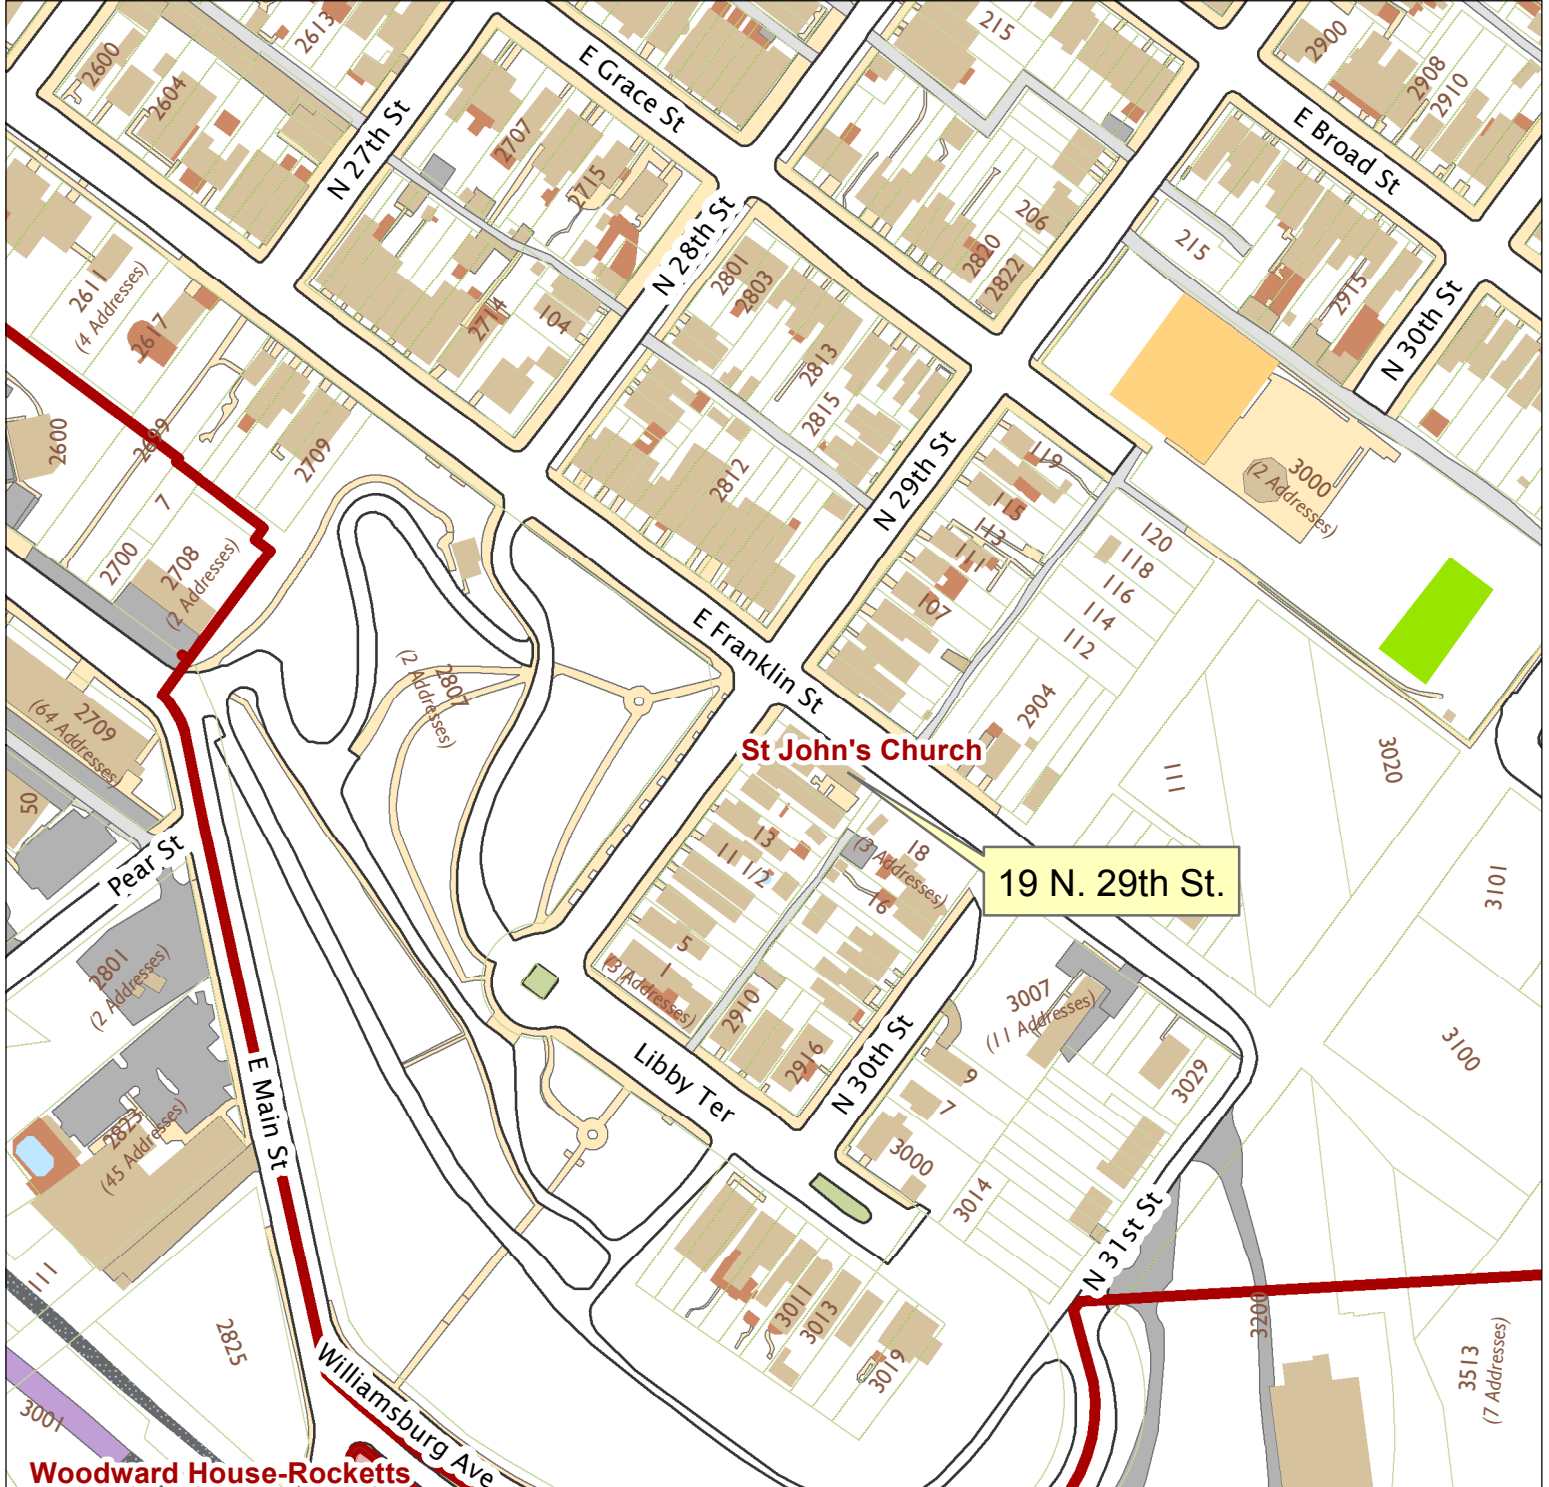 2613
215
2900
2600
2604
E Grace St
2908
2910
E Broad St
N 27th St
2707
2715
206
215
N 28th St
2820
2822
2801
2803
2611
(4 Addresses)
2617
2714
104
2915
N 30th St
2813
2815
2600
2699
2709
2812
N 29th St
119
115
113
111
107
3000
(2 Addresses)
7
2700
2708
(2 Addresses)
120
118
116
114
112
E Franklin St
2807
(2 Addresses)
2904
2709
(64 Addresses)
St John's Church
111
3020
50
Pear St
13
11 1/2
18
(3 Addresses)
16
19 N. 29th St.
3101
5
1
(3 Addresses)
2801
(2 Addresses)
2910
2916
3007
(11 Addresses)
3100
Libby Ter
N 30th St
9
7
3029
E Main St
2823
(45 Addresses)
3000
3014
N 31st St
111
2825
3011
3013
3019
3200
3513
(7 Addresses)
Williamsburg Ave
3001
Woodward House-Rocketts